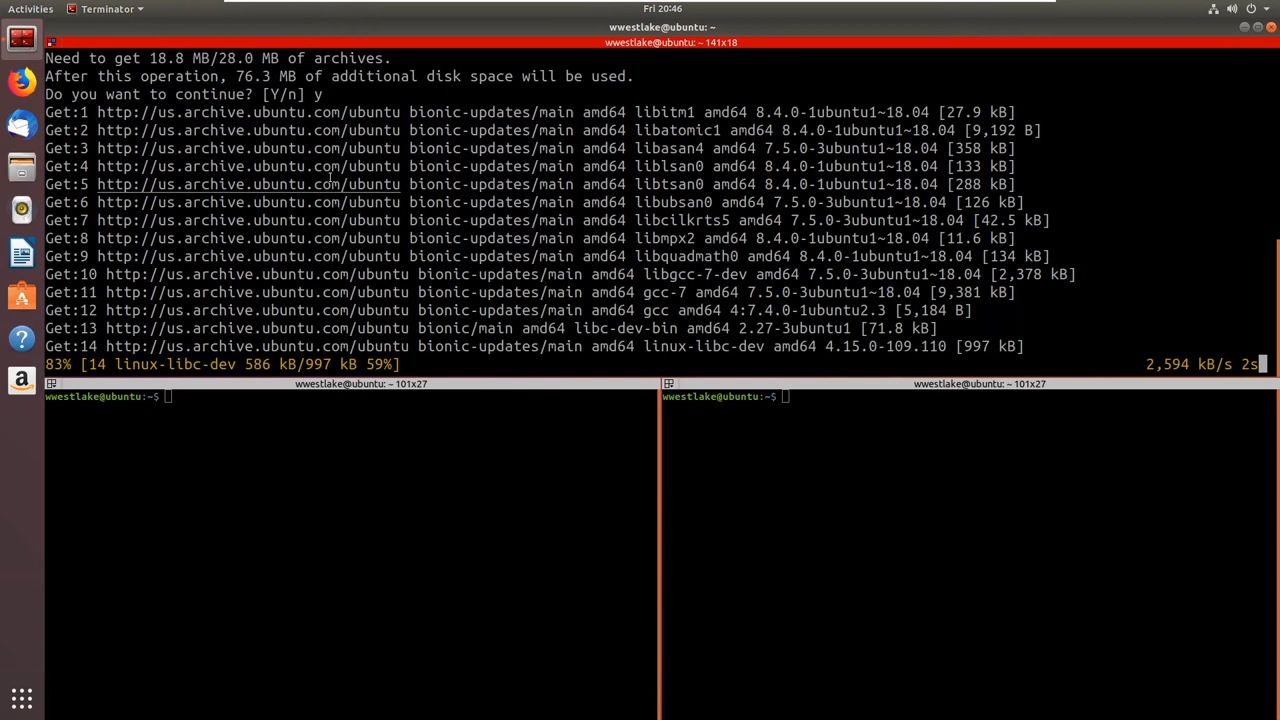 Activities
Terminator
Fri 20:46
wwestlake@ubuntu: ~
wwestlake@ubuntu: ~ 141x18
Need to get 18.8 MB/28.0 MB of archives.
After this operation, 76.3 MB of additional disk space will be used.
Do you want to continue? [Y/n] y
Get:1 http://us.archive.ubuntu.com/ubuntu bionic-updates/main amd64 libitm1 amd64 8.4.0-1ubuntu1~18.04 [27.9 kB]
Get:2 http://us.archive.ubuntu.com/ubuntu bionic-updates/main amd64 libatomic1 amd64 8.4.0-1ubuntu1~18.04 [9,192 B]
Get:3 http://us.archive.ubuntu.com/ubuntu bionic-updates/main amd64 libasan4 amd64 7.5.0-3ubuntu1~18.04 [358 kB]
Get:4 http://us.archive.ubuntu.com/ubuntu bionic-updates/main amd64 liblsan0 amd64 8.4.0-1ubuntu1~18.04 [133 kB]
Get:5 http://us.archive.ubuntu.com/ubuntu bionic-updates/main amd64 libtsan0 amd64 8.4.0-1ubuntu1~18.04 [288 kB]
Get:6 http://us.archive.ubuntu.com/ubuntu bionic-updates/main amd64 libubsan0 amd64 7.5.0-3ubuntu1~18.04 [126 kB]
Get:7 http://us.archive.ubuntu.com/ubuntu bionic-updates/main amd64 libcilkrts5 amd64 7.5.0-3ubuntu1~18.04 [42.5 kB]
Get:8 http://us.archive.ubuntu.com/ubuntu bionic-updates/main amd64 libmpx2 amd64 8.4.0-1ubuntu1~18.04 [11.6 kB]
Get:9 http://us.archive.ubuntu.com/ubuntu bionic-updates/main amd64 libquadmath0 amd64 8.4.0-1ubuntu1~18.04 [134 kB]
Get:10 http://us.archive.ubuntu.com/ubuntu bionic-updates/main amd64 libgcc-7-dev amd64 7.5.0-3ubuntu1~18.04 [2,378 kB]
Get:11 http://us.archive.ubuntu.com/ubuntu bionic-updates/main amd64 gcc-7 amd64 7.5.0-3ubuntu1~18.04 [9,381 kB]
Get:12 http://us.archive.ubuntu.com/ubuntu bionic-updates/main amd64 gcc amd64 4:7.4.0-1ubuntu2.3 [5,184 B]
Get:13 http://us.archive.ubuntu.com/ubuntu bionic/main amd64 libc-dev-bin amd64 2.27-3ubuntu1 [71.8 kB]
Get:14 http://us.archive.ubuntu.com/ubuntu bionic-updates/main amd64 linux-libc-dev amd64 4.15.0-109.110 [997 kB]
83% [14 linux-libc-dev 586 kB/997 kB 59%] 2,594 kB/s 2s
wwestlake@ubuntu: ~ 101x27
wwestlake@ubuntu:~$
wwestlake@ubuntu: ~ 101x27
wwestlake@ubuntu:~$